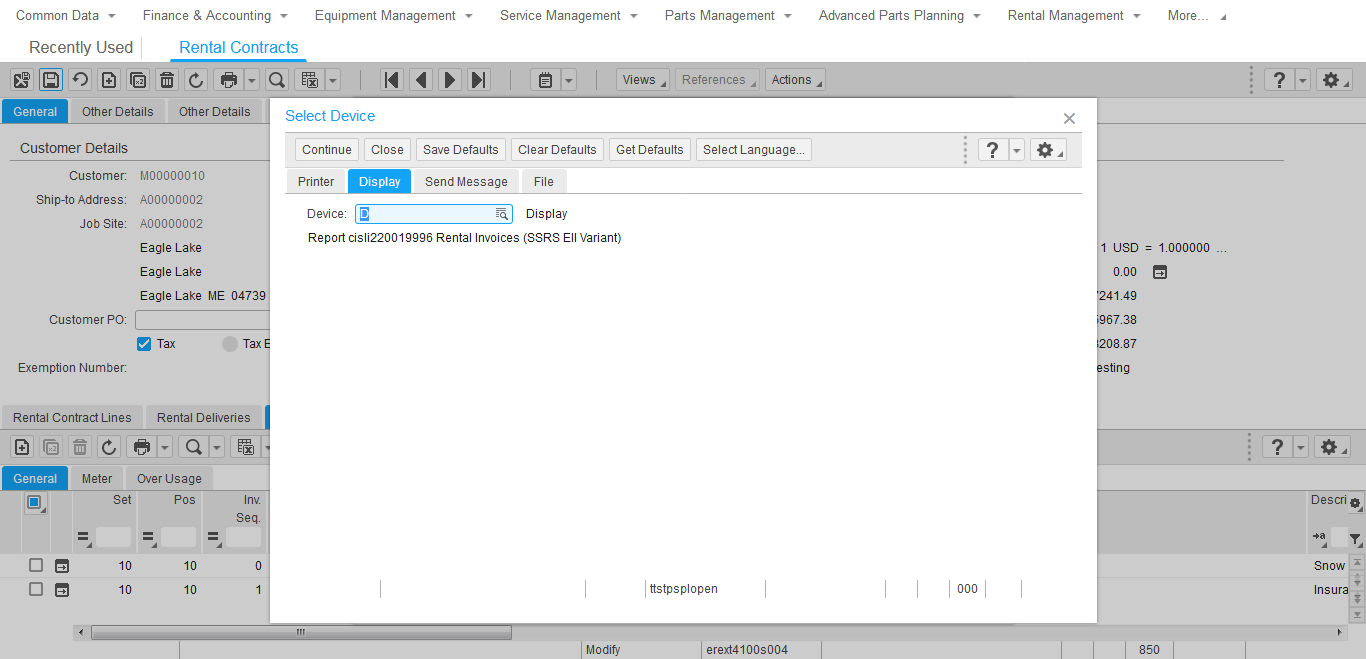 Common Data Finance & Accounting Equipment Management Service Management Parts Management Advanced Parts Planning Rental Management More...
Recently Used Rental Contracts
Views References Actions ?
General Other Details Other Details
Select Device
Continue Close Save Defaults Clear Defaults Get Defaults Select Language... ?
Printer Display Send Message File
Device: D Display
Report cisli220019996 Rental Invoices (SSRS Ell Variant)
ttstpsplopen 000
Customer Details
Customer: M00000010
Ship-to Address: A00000002
Job Site: A00000002
Eagle Lake 1 USD = 1.000000 ...
Eagle Lake 0.00
Eagle Lake ME 04739 241.49
Customer PO: 967.38
Tax Tax E 208.87
Exemption Number: esting
Rental Contract Lines Rental Deliveries
?
General Meter Over Usage
Set Pos Inv. Seq. Descri
10 10 0 Snow
10 10 1 Insura
Modify erext4100s004 850